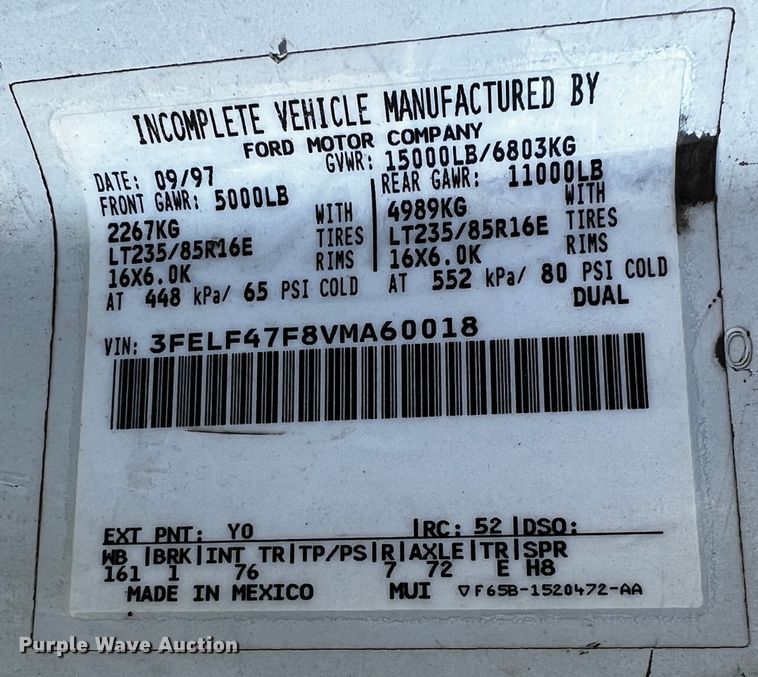 INCOMPLETE VEHICLE MANUFACTURED BY
FORD MOTOR COMPANY
DATE: 09/97 GVWR: 15000LB/6803KG
FRONT GAWR: 5000LB REAR GAWR: 11000LB
2267KG WITH 4989KG WITH
LT235/85R16E TIRES LT235/85R16E TIRES
16X6.0K RIMS 16X6.0K RIMS
AT 448 kPa/ 65 PSI COLD AT 552 kPa/ 80 PSI COLD
DUAL
VIN: 3FELF47F8VMA60018
EXT PNT: Y0 |RC: 52 |DSO:
WB |BRK|INT TR|TP/PS|R|AXLE|TR|SPR
161 1 76 7 72 E H8
MADE IN MEXICO MUI ▽F65B-1520472-AA
Purple Wave Auction